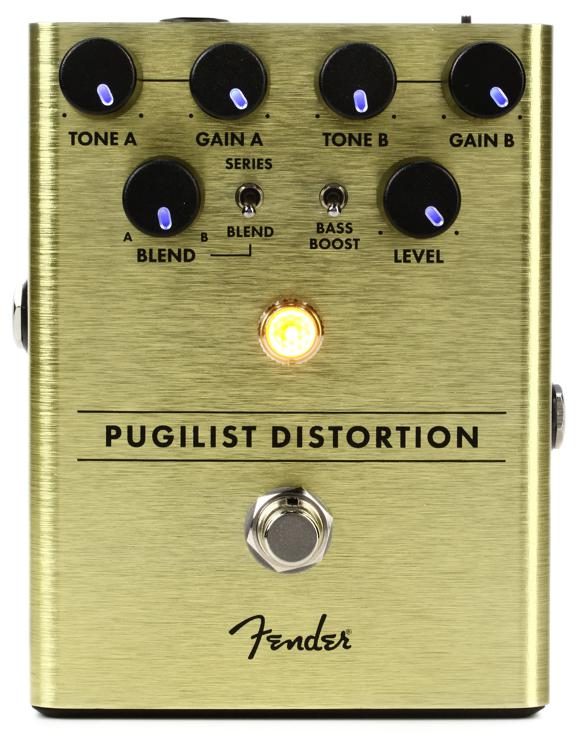 TONE A GAIN A TONE B GAIN B
SERIES
A B BLEND BASS
BLEND BOOST LEVEL
PUGILIST DISTORTION
Fender®